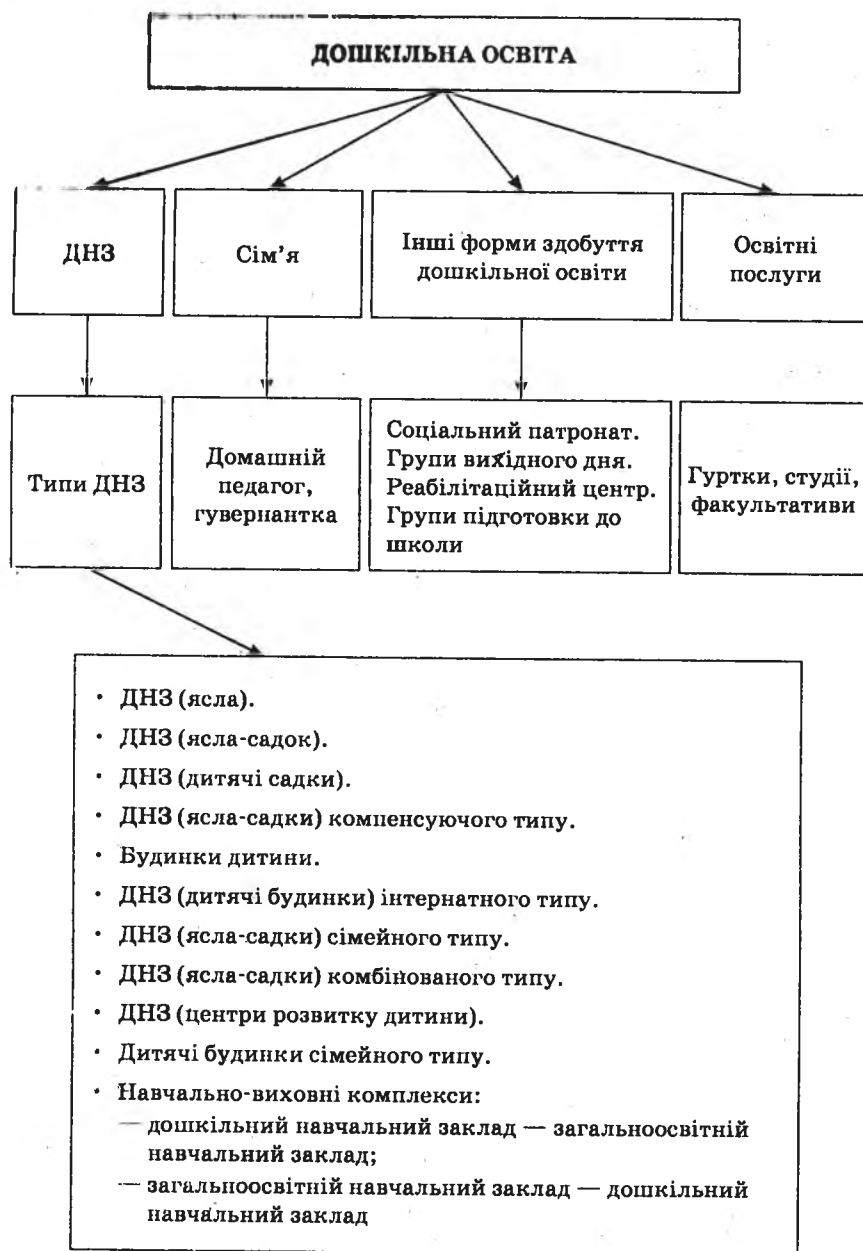 ДОШКІЛЬНА ОСВІТА
ДНЗ
Сім’я
Інші форми здобуття
дошкільної освіти
Освітні
послуги
Типи ДНЗ
Домашній
педагог,
гувернантка
Соціальний патронат.
Групи вихідного дня.
Реабілітаційний центр.
Групи підготовки до
школи
Гуртки, студії,
факультативи
· ДНЗ (ясла).
· ДНЗ (ясла-садок).
· ДНЗ (дитячі садки).
· ДНЗ (ясла-садки) компенсуючого типу.
· Будинки дитини.
· ДНЗ (дитячі будинки) інтернатного типу.
· ДНЗ (ясла-садки) сімейного типу.
· ДНЗ (ясла-садки) комбінованого типу.
· ДНЗ (центри розвитку дитини).
· Дитячі будинки сімейного типу.
· Навчально-виховні комплекси:
— дошкільний навчальний заклад — загальноосвітній
навчальний заклад;
— загальноосвітній навчальний заклад — дошкільний
навчальний заклад